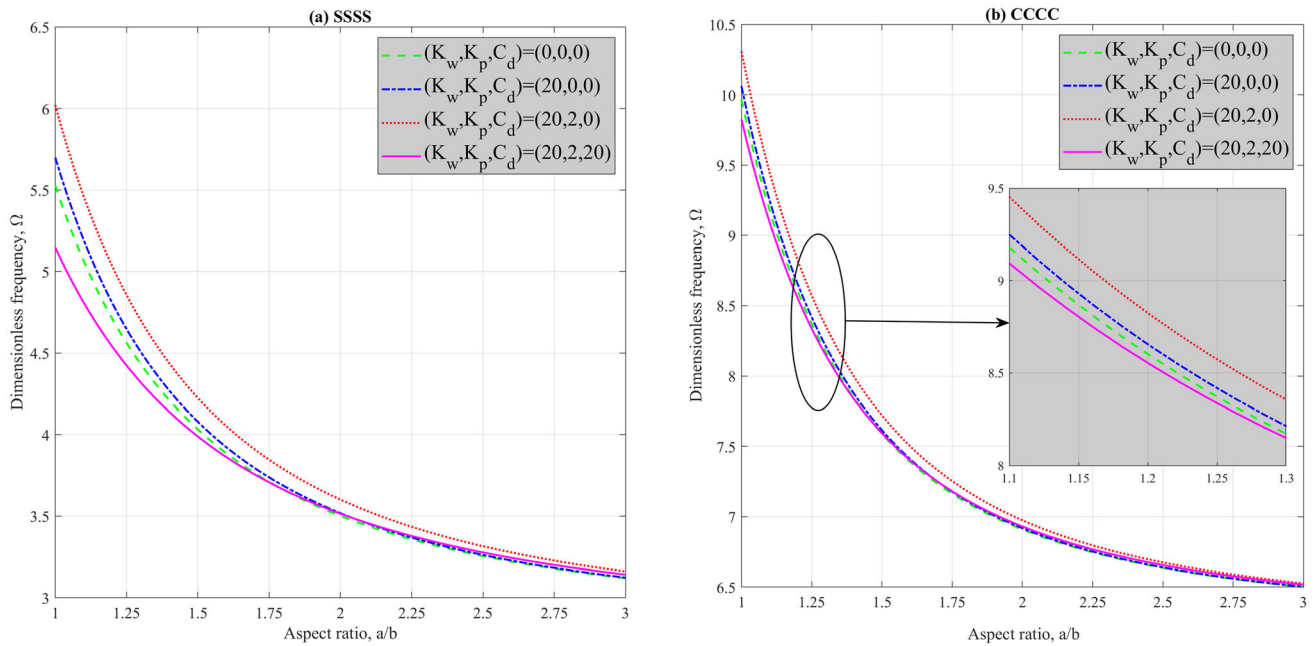 (a) SSSS
6.5
6
5.5
5
4.5
4
3.5
3
Dimensionless frequency, Ω
(K_w,K_p,C_d)=(0,0,0)
(K_w,K_p,C_d)=(20,0,0)
(K_w,K_p,C_d)=(20,2,0)
(K_w,K_p,C_d)=(20,2,20)
1 1.25 1.5 1.75 2 2.25 2.5 2.75 3
Aspect ratio, a/b
(b) CCCC
10.5
10
9.5
9
8.5
8
7.5
7
6.5
Dimensionless frequency, Ω
(K_w,K_p,C_d)=(0,0,0)
(K_w,K_p,C_d)=(20,0,0)
(K_w,K_p,C_d)=(20,2,0)
(K_w,K_p,C_d)=(20,2,20)
9.5
9
8.5
8
1.1 1.15 1.2 1.25 1.3
1 1.25 1.5 1.75 2 2.25 2.5 2.75 3
Aspect ratio, a/b